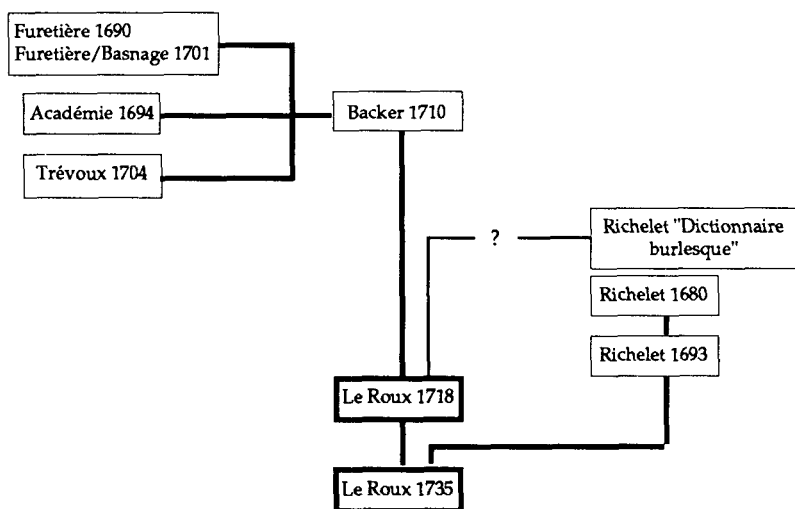 Furetière 1690
Furetière/Basnage 1701
Académie 1694
Backer 1710
Trévoux 1704
Richelet "Dictionnaire
burlesque"
?
Richelet 1680
Richelet 1693
Le Roux 1718
Le Roux 1735